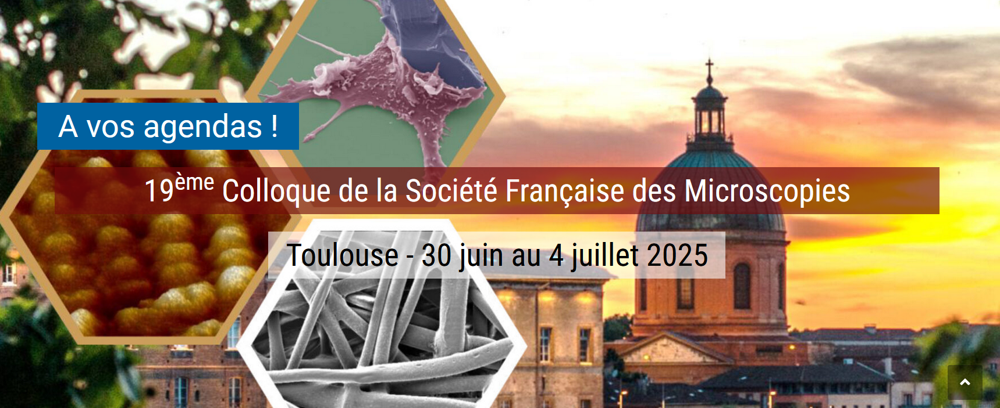 A vos agendas !
19ème Colloque de la Société Française des Microscopies
Toulouse - 30 juin au 4 juillet 2025